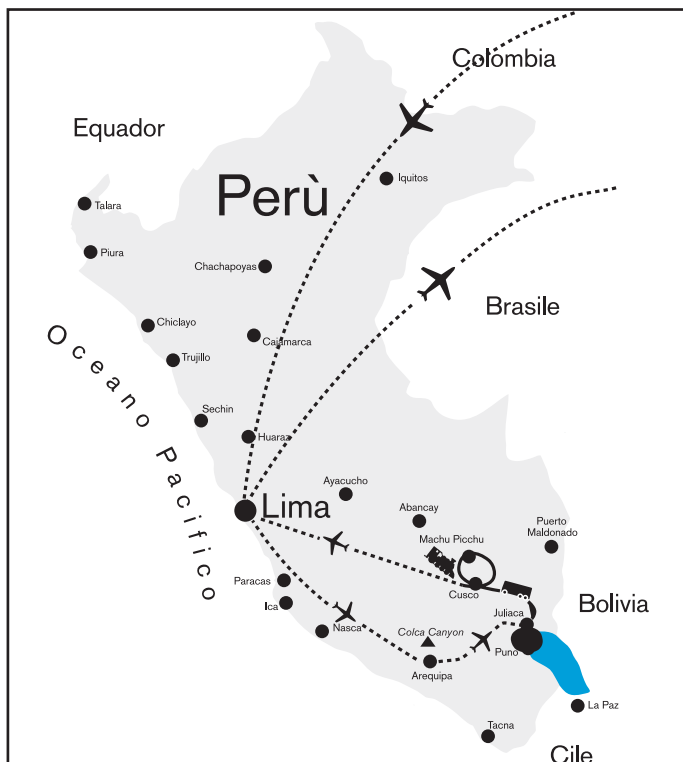 Colombia
Equador
Iquitos
Perù
Talara
Piura
Chachapoyas
Brasile
Chiclayo
Cajamarca
Trujillo
Oceano Pacifico
Sechin
Huaraz
Ayacucho
Lima
Abancay
Puerto
Maldonado
Machu Picchu
Paracas
Cusco
Bolivia
Ica
Juliaca
Nasca
Colca Canyon
Puno
Arequipa
La Paz
Tacna
Cile